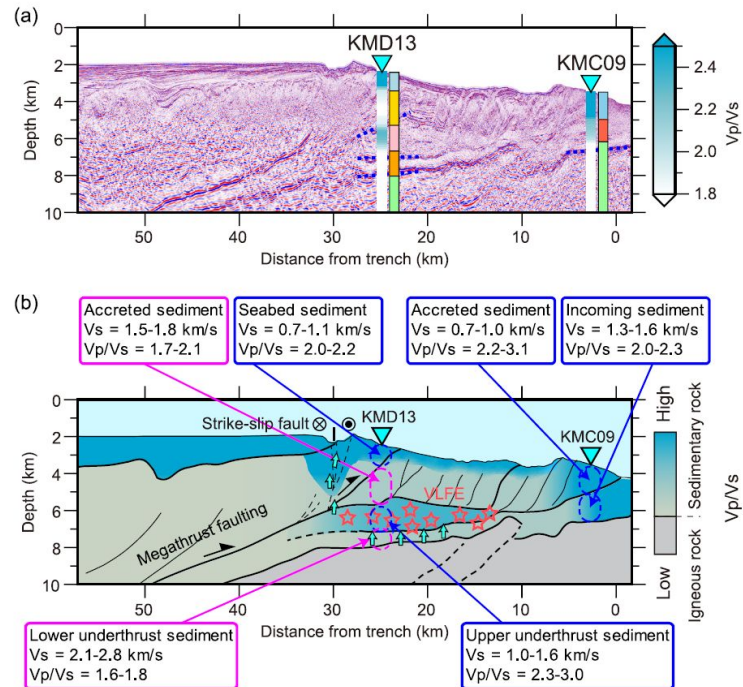 (a)
KMD13
KMC09
0
2
4
6
8
10
Depth (km)
50
40
30
20
10
0
Distance from trench (km)
2.4
2.2
2.0
1.8
Vp/Vs
(b)
Accreted sediment
Vs = 1.5-1.8 km/s
Vp/Vs = 1.7-2.1
Seabed sediment
Vs = 0.7-1.1 km/s
Vp/Vs = 2.0-2.2
Accreted sediment
Vs = 0.7-1.0 km/s
Vp/Vs = 2.2-3.1
Incoming sediment
Vs = 1.3-1.6 km/s
Vp/Vs = 2.0-2.3
0
2
4
6
8
10
Depth (km)
Strike-slip fault
KMD13
KMC09
VLFE
Megathrust faulting
50
40
30
20
10
0
Distance from trench (km)
High
Low
Sedimentary rock
Igneous rock
Vp/Vs
Lower underthrust sediment
Vs = 2.1-2.8 km/s
Vp/Vs = 1.6-1.8
Upper underthrust sediment
Vs = 1.0-1.6 km/s
Vp/Vs = 2.3-3.0